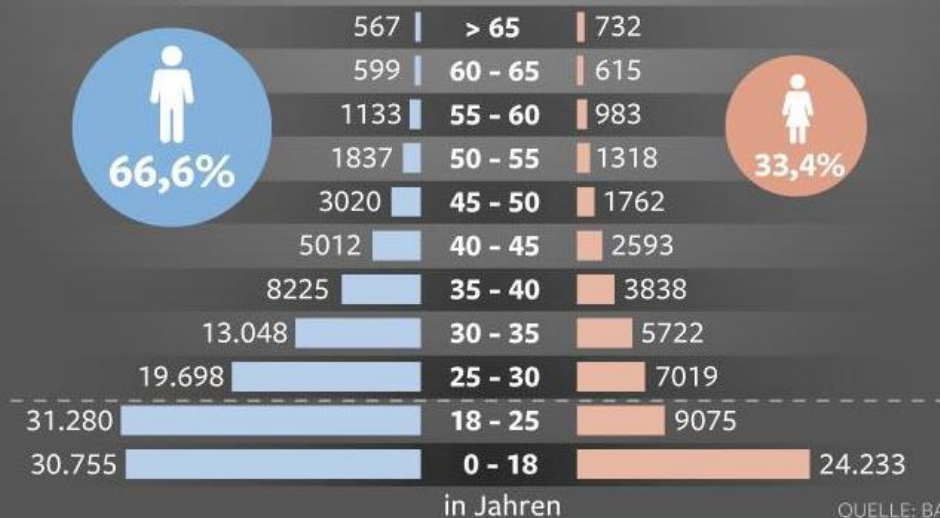 567 > 65 732
599 60 - 65 615
1133 55 - 60 983
1837 50 - 55 1318
3020 45 - 50 1762
5012 40 - 45 2593
8225 35 - 40 3838
13.048 30 - 35 5722
19.698 25 - 30 7019
31.280 18 - 25 9075
30.755 0 - 18 24.233
66,6%
33,4%
in Jahren
QUELLE: BA